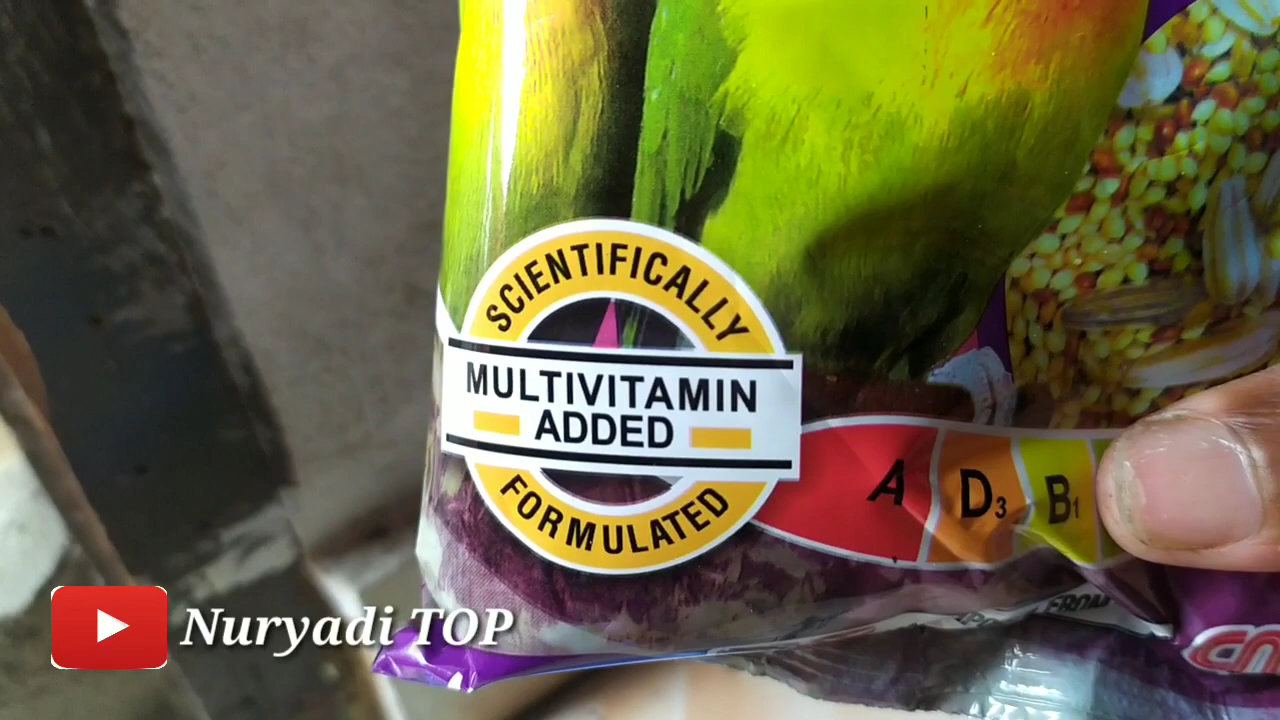 SCIENTIFICALLY
MULTIVITAMIN
ADDED
FORMULATED
A D3 B1
Nuryadi TOP